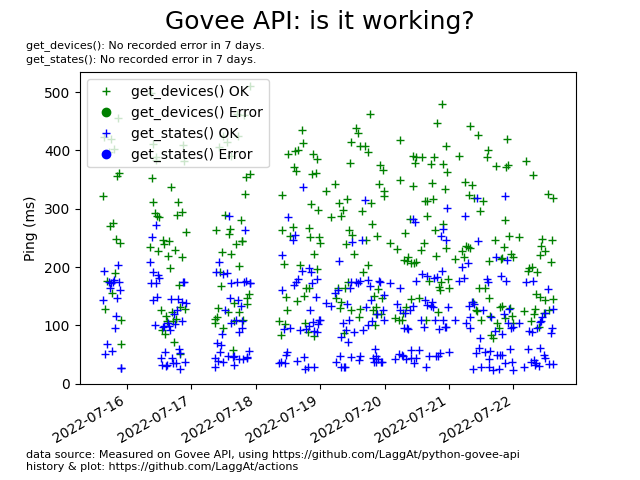 Govee API: is it working?
get_devices(): No recorded error in 7 days.
get_states(): No recorded error in 7 days.
get_devices() OK
get_devices() Error
get_states() OK
get_states() Error
Ping (ms)
500
400
300
200
100
0
2022-07-16
2022-07-17
2022-07-18
2022-07-19
2022-07-20
2022-07-21
2022-07-22
data source: Measured on Govee API, using https://github.com/LaggAt/python-govee-api
history & plot: https://github.com/LaggAt/actions